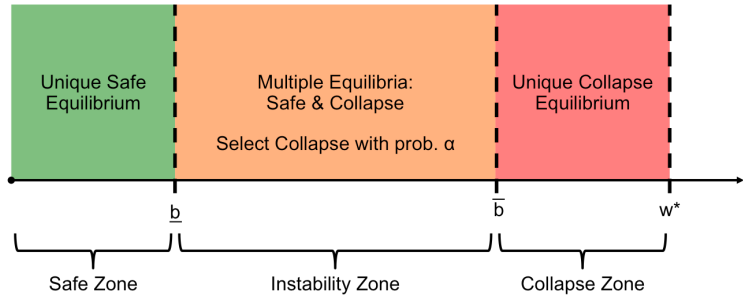 Unique Safe
Equilibrium
Multiple Equilibria:
Safe & Collapse
Select Collapse with prob. α
Unique Collapse
Equilibrium
b̲
b̅
w*
Safe Zone
Instability Zone
Collapse Zone